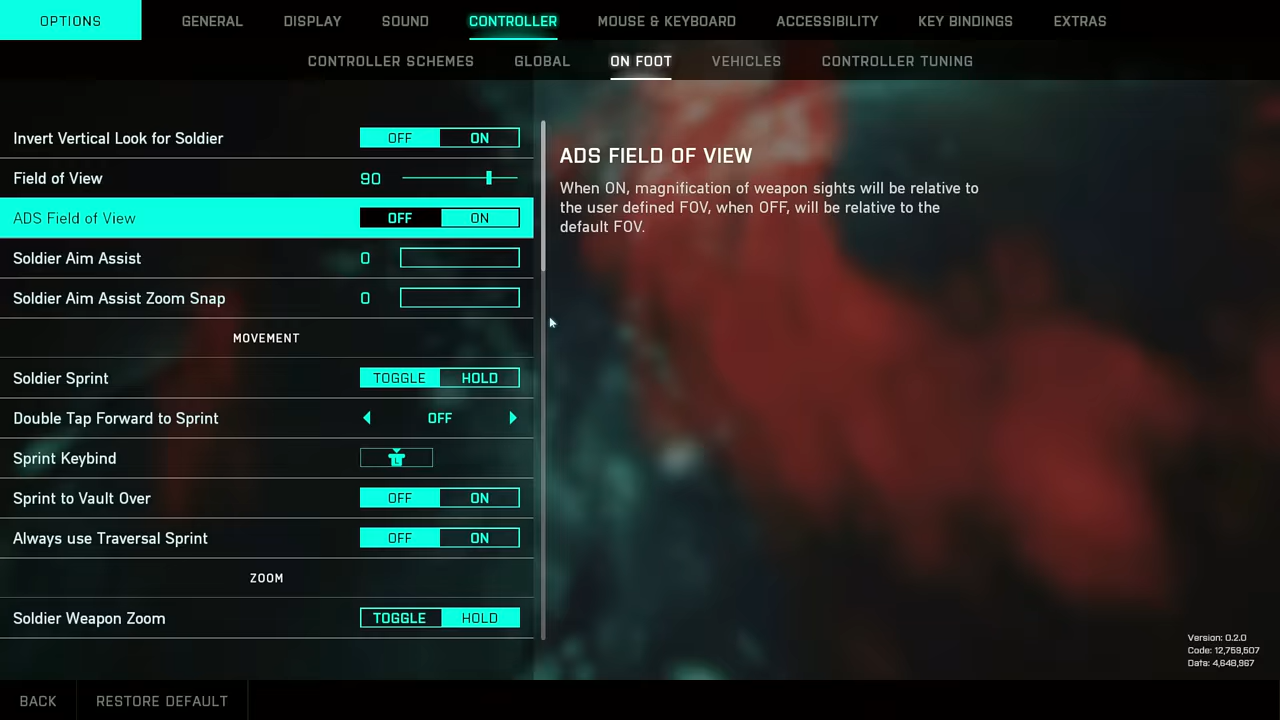 OPTIONS
GENERAL
DISPLAY
SOUND
CONTROLLER
MOUSE & KEYBOARD
ACCESSIBILITY
KEY BINDINGS
EXTRAS
CONTROLLER SCHEMES
GLOBAL
ON FOOT
VEHICLES
CONTROLLER TUNING
Invert Vertical Look for Soldier OFF ON
Field of View 90
ADS Field of View OFF ON
Soldier Aim Assist 0
Soldier Aim Assist Zoom Snap 0
MOVEMENT
Soldier Sprint TOGGLE HOLD
Double Tap Forward to Sprint OFF
Sprint Keybind L
Sprint to Vault Over OFF ON
Always use Traversal Sprint OFF ON
ZOOM
Soldier Weapon Zoom TOGGLE HOLD
ADS FIELD OF VIEW
When ON, magnification of weapon sights will be relative to
the user defined FOV, when OFF, will be relative to the
default FOV.
Version: 0.2.0
Code: 12,759,507
Data: 4,648,967
BACK
RESTORE DEFAULT